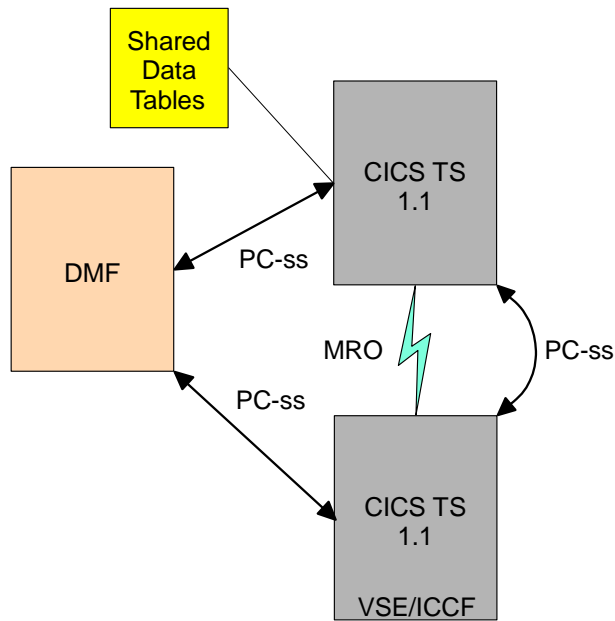 Shared
Data
Tables
CICS TS
1.1
DMF
PC-ss
MRO
PC-ss
PC-ss
CICS TS
1.1
VSE/ICCF